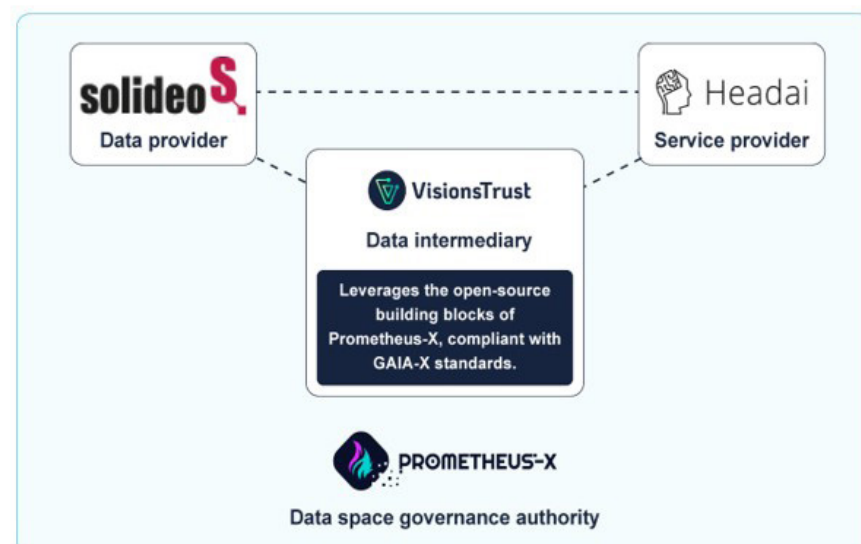 solideo S
Data provider
Headai
Service provider
VisionsTrust
Data intermediary
Leverages the open-source
building blocks of
Prometheus-X, compliant with
GAIA-X standards.
PROMETHEUS-X
Data space governance authority